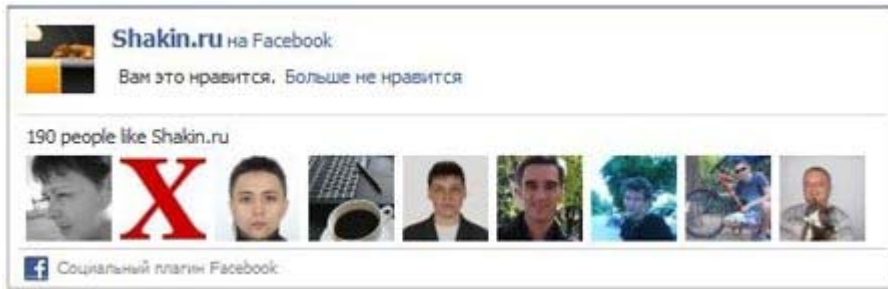 Shakin.ru на Facebook
Вам это нравится. Больше не нравится
190 people like Shakin.ru
X
Социальный плагин Facebook